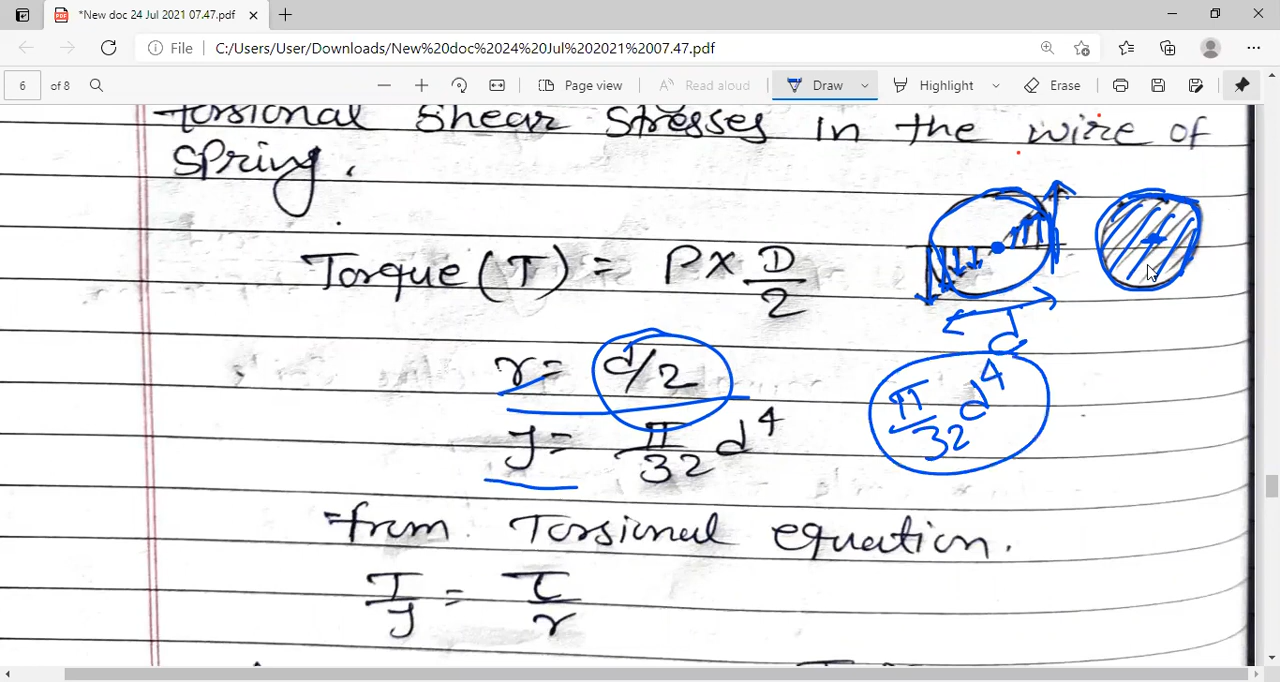 *New doc 24 Jul 2021 07.47.pdf
File | C:/Users/User/Downloads/New%20doc%2024%20Jul%202021%2007.47.pdf
6 of 8 Page view Read aloud Draw Highlight Erase
torsional shear stresses in the wire of
spring.
Torque (T) = P x D/2
d
r = d/2
J = π/32 d⁴
π/32 d⁴
from Torsional equation.
T/J = τ/r